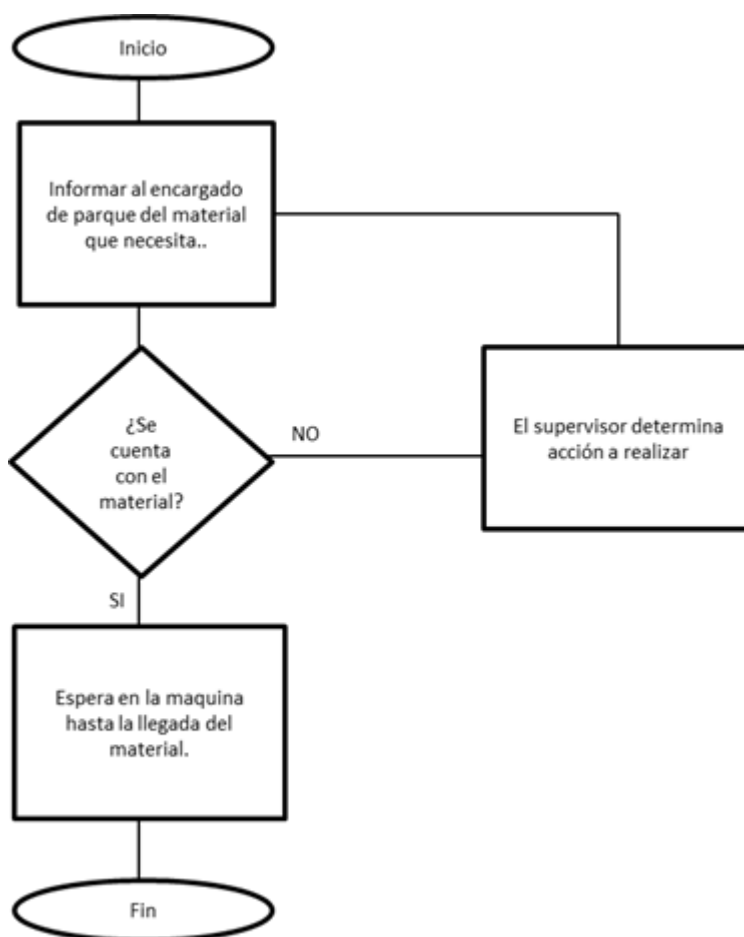 Inicio
Informar al encargado
de parque del material
que necesita..
¿Se
cuenta
con el
material?
NO
El supervisor determina
acción a realizar
SI
Espera en la maquina
hasta la llegada del
material.
Fin